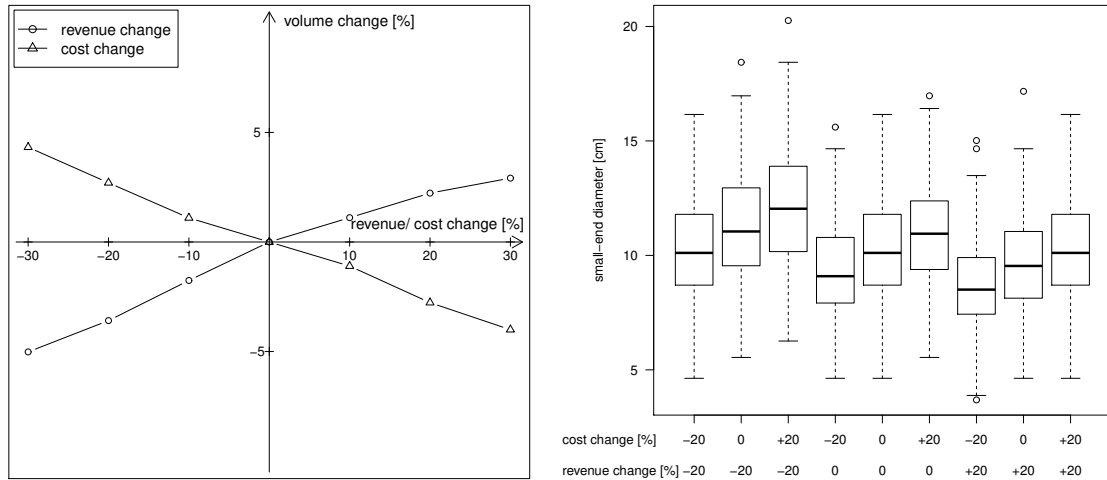 revenue change
cost change
volume change [%]
5
revenue/ cost change [%]
−30 −20 −10 10 20 30
−5
small−end diameter [cm]
20
15
10
5
cost change [%] −20 0 +20 −20 0 +20 −20 0 +20
revenue change [%] −20 −20 −20 0 0 0 +20 +20 +20